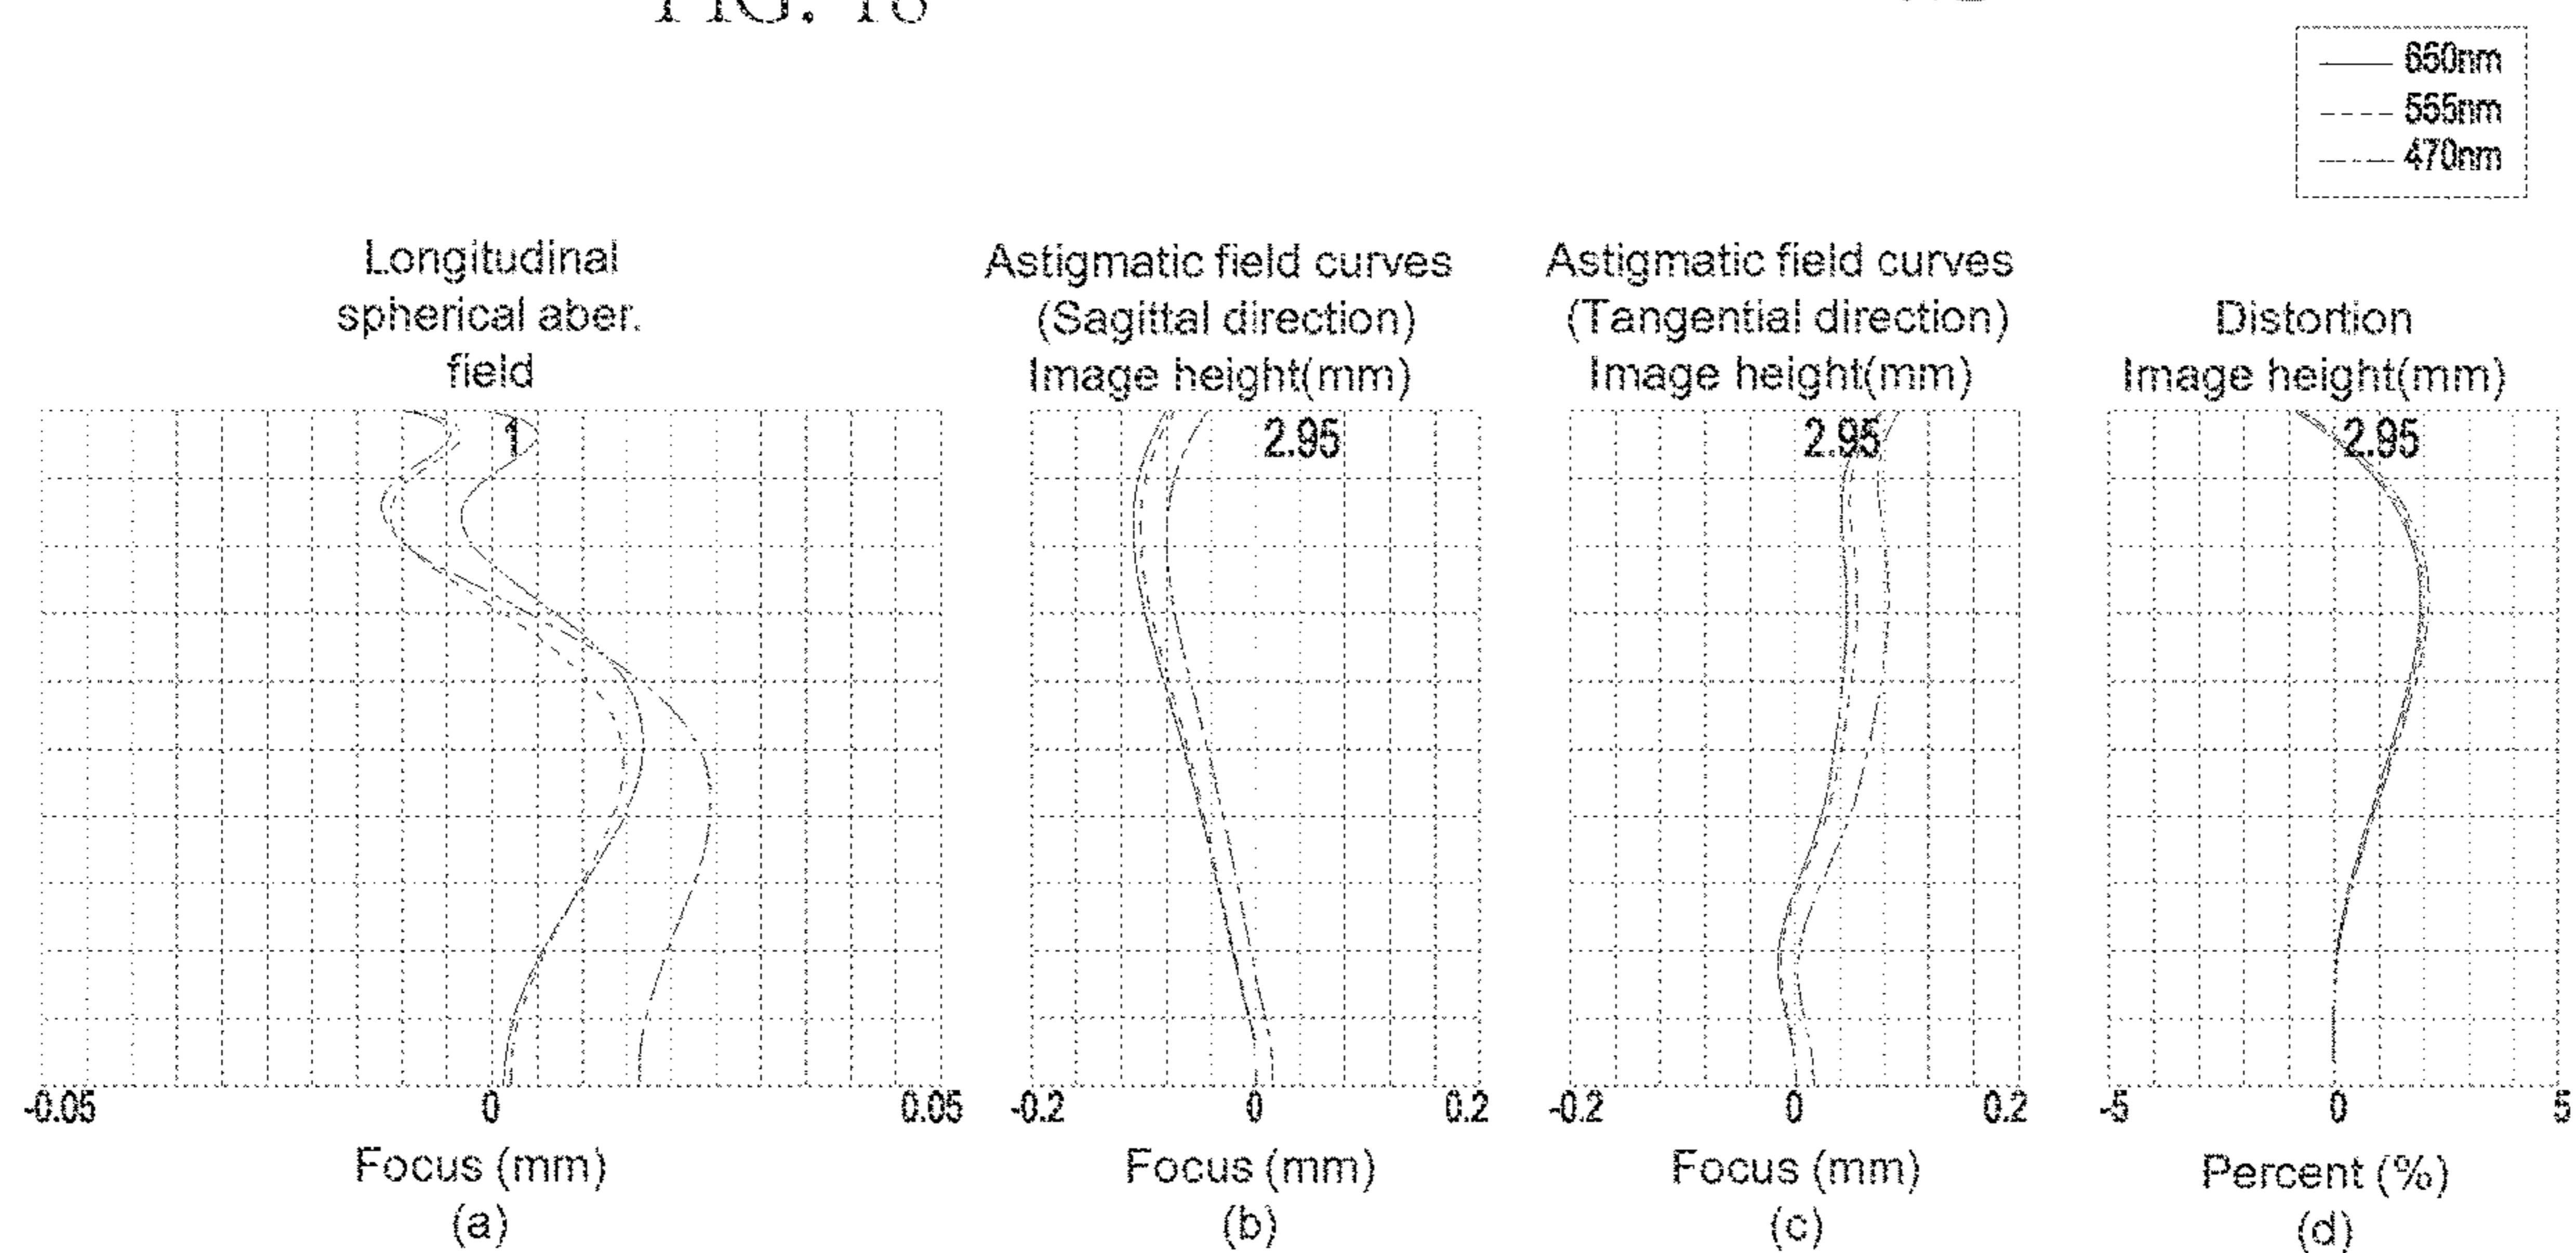 FIG. 18
650nm
555nm
470nm
Longitudinal
spherical aber.
field
1
-0.05 0 0.05
Focus (mm)
(a)
Astigmatic field curves
(Sagittal direction)
Image height(mm)
2.95
-0.2 0 0.2
Focus (mm)
(b)
Astigmatic field curves
(Tangential direction)
Image height(mm)
2.95
-0.2 0 0.2
Focus (mm)
(c)
Distortion
Image height(mm)
2.95
-5 0 5
Percent (%)
(d)